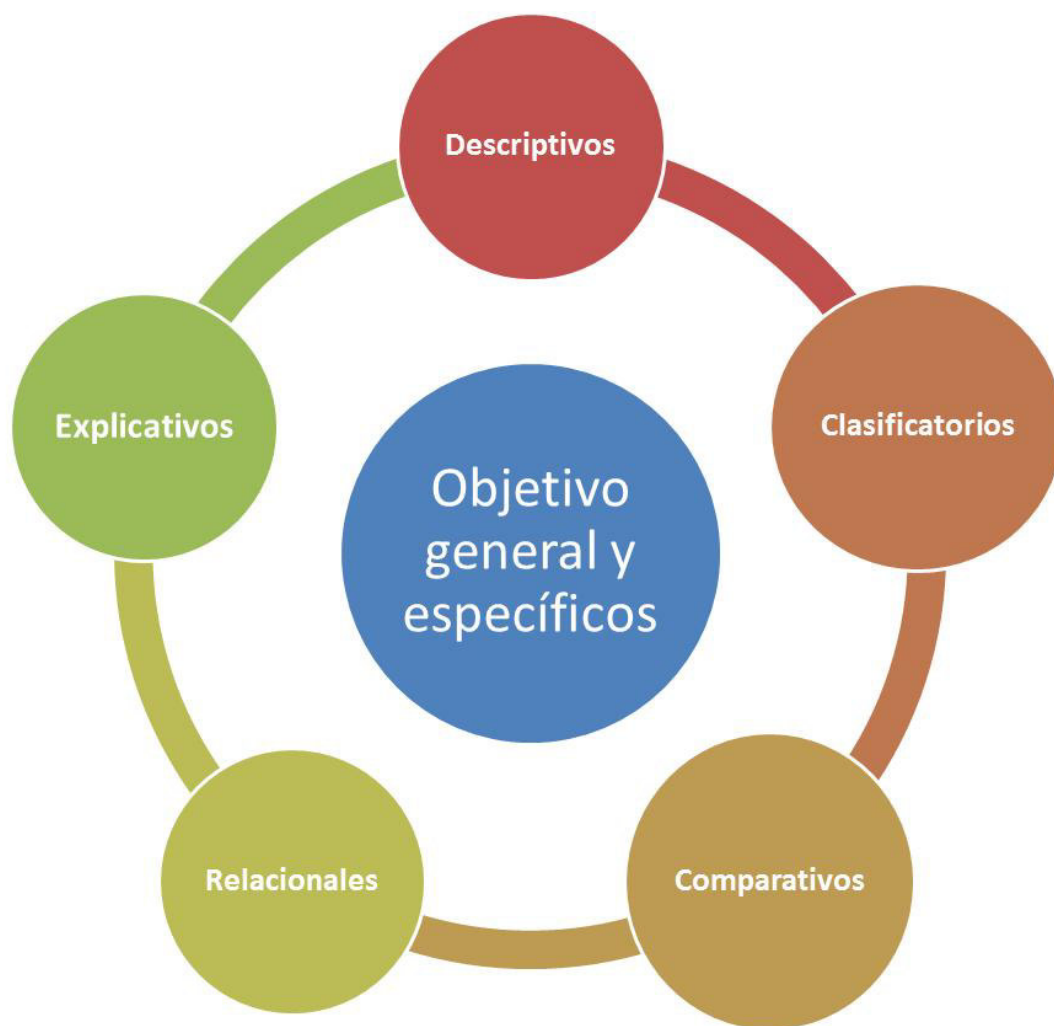 Descriptivos
Clasificatorios
Comparativos
Relacionales
Explicativos
Objetivo
general y
específicos